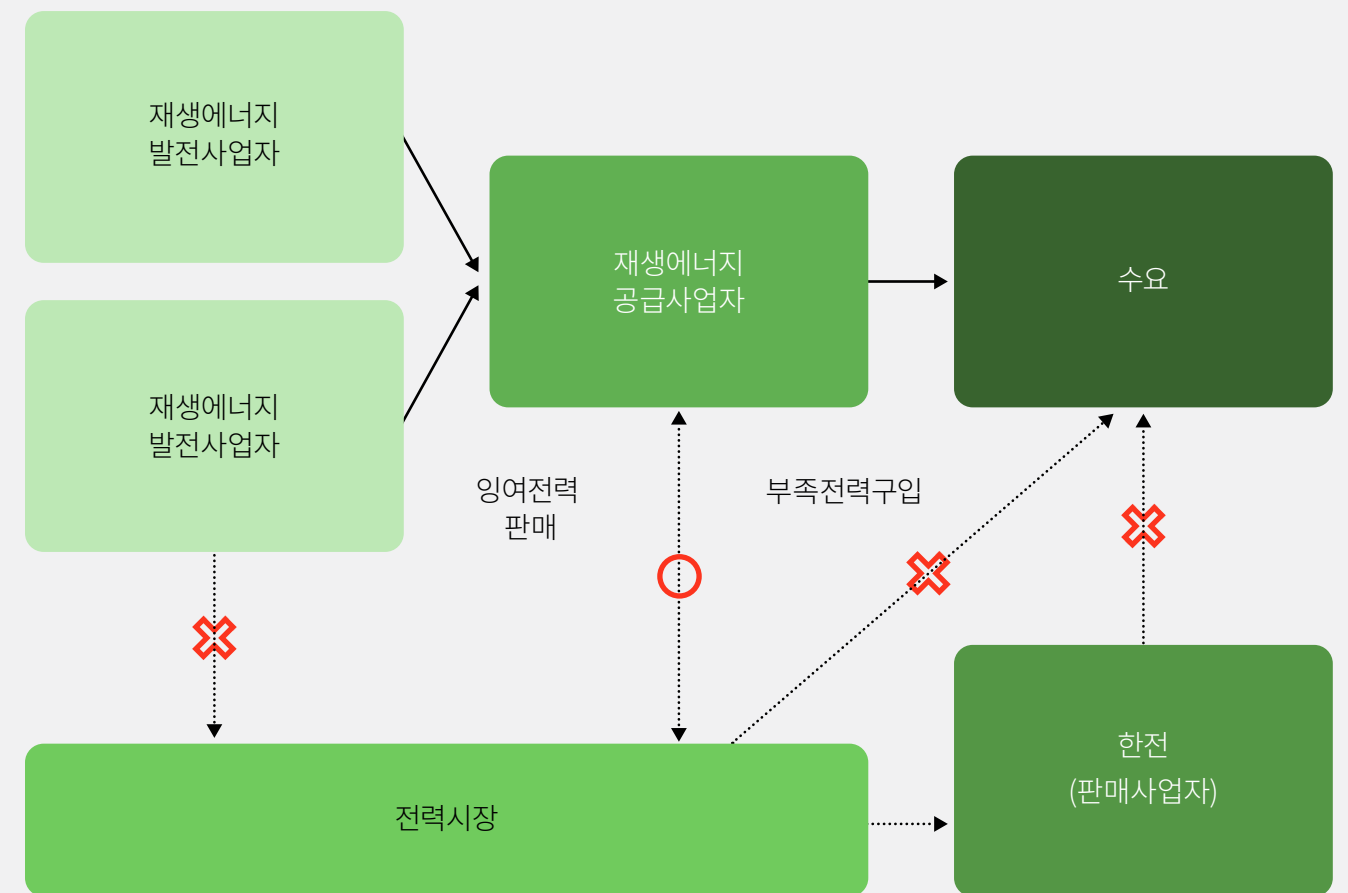 재생에너지
발전사업자
재생에너지
공급사업자
수요
재생에너지
발전사업자
잉여전력
판매
부족전력구입
한전
(판매사업자)
전력시장